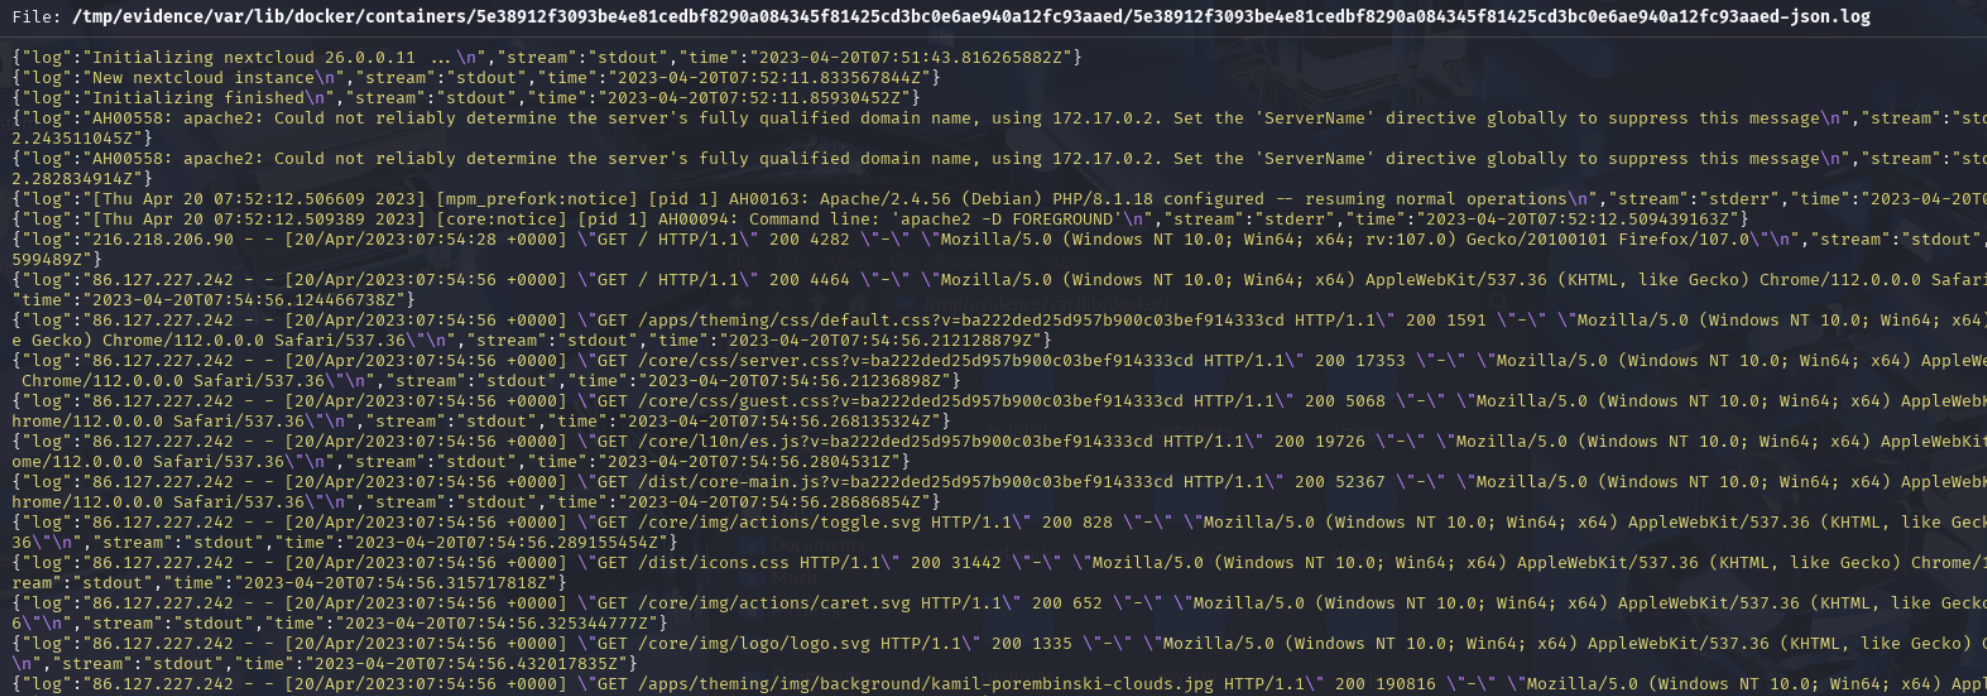 File: /tmp/evidence/var/lib/docker/containers/5e38912f3093be4e81cedbf8290a084345f81425cd3bc0e6ae940a12fc93aaed/5e38912f3093be4e81cedbf8290a084345f81425cd3bc0e6ae940a12fc93aaed-json.log
{"log":"Initializing nextcloud 26.0.0.11 ...\n","stream":"stdout","time":"2023-04-20T07:51:43.816265882Z"}
{"log":"New nextcloud instance\n","stream":"stdout","time":"2023-04-20T07:52:11.833567844Z"}
{"log":"Initializing finished\n","stream":"stdout","time":"2023-04-20T07:52:11.85930452Z"}
{"log":"AH00558: apache2: Could not reliably determine the server's fully qualified domain name, using 172.17.0.2. Set the 'ServerName' directive globally to suppress this message\n","stream":"std
2.243511045Z"}
{"log":"AH00558: apache2: Could not reliably determine the server's fully qualified domain name, using 172.17.0.2. Set the 'ServerName' directive globally to suppress this message\n","stream":"std
2.282834914Z"}
{"log":"[Thu Apr 20 07:52:12.506609 2023] [mpm_prefork:notice] [pid 1] AH00163: Apache/2.4.56 (Debian) PHP/8.1.18 configured -- resuming normal operations\n","stream":"stderr","time":"2023-04-20T0
{"log":"[Thu Apr 20 07:52:12.509389 2023] [core:notice] [pid 1] AH00094: Command line: 'apache2 -D FOREGROUND'\n","stream":"stderr","time":"2023-04-20T07:52:12.509439163Z"}
{"log":"216.218.206.90 - - [20/Apr/2023:07:54:28 +0000] \"GET / HTTP/1.1\" 200 4282 \"-\" \"Mozilla/5.0 (Windows NT 10.0; Win64; x64; rv:107.0) Gecko/20100101 Firefox/107.0\"\n","stream":"stdout",
599489Z"}
{"log":"86.127.227.242 - - [20/Apr/2023:07:54:56 +0000] \"GET / HTTP/1.1\" 200 4464 \"-\" \"Mozilla/5.0 (Windows NT 10.0; Win64; x64) AppleWebKit/537.36 (KHTML, like Gecko) Chrome/112.0.0.0 Safari
"time":"2023-04-20T07:54:56.124466738Z"}
{"log":"86.127.227.242 - - [20/Apr/2023:07:54:56 +0000] \"GET /apps/theming/css/default.css?v=ba222ded25d957b900c03bef914333cd HTTP/1.1\" 200 1591 \"-\" \"Mozilla/5.0 (Windows NT 10.0; Win64; x64)
e Gecko) Chrome/112.0.0.0 Safari/537.36\"\n","stream":"stdout","time":"2023-04-20T07:54:56.212128879Z"}
{"log":"86.127.227.242 - - [20/Apr/2023:07:54:56 +0000] \"GET /core/css/server.css?v=ba222ded25d957b900c03bef914333cd HTTP/1.1\" 200 17353 \"-\" \"Mozilla/5.0 (Windows NT 10.0; Win64; x64) AppleWe
Chrome/112.0.0.0 Safari/537.36\"\n","stream":"stdout","time":"2023-04-20T07:54:56.21236898Z"}
{"log":"86.127.227.242 - - [20/Apr/2023:07:54:56 +0000] \"GET /core/css/guest.css?v=ba222ded25d957b900c03bef914333cd HTTP/1.1\" 200 5068 \"-\" \"Mozilla/5.0 (Windows NT 10.0; Win64; x64) AppleWebK
hrome/112.0.0.0 Safari/537.36\"\n","stream":"stdout","time":"2023-04-20T07:54:56.268135324Z"}
{"log":"86.127.227.242 - - [20/Apr/2023:07:54:56 +0000] \"GET /core/l10n/es.js?v=ba222ded25d957b900c03bef914333cd HTTP/1.1\" 200 19726 \"-\" \"Mozilla/5.0 (Windows NT 10.0; Win64; x64) AppleWebKit
ome/112.0.0.0 Safari/537.36\"\n","stream":"stdout","time":"2023-04-20T07:54:56.2804531Z"}
{"log":"86.127.227.242 - - [20/Apr/2023:07:54:56 +0000] \"GET /dist/core-main.js?v=ba222ded25d957b900c03bef914333cd HTTP/1.1\" 200 52367 \"-\" \"Mozilla/5.0 (Windows NT 10.0; Win64; x64) AppleWebK
hrome/112.0.0.0 Safari/537.36\"\n","stream":"stdout","time":"2023-04-20T07:54:56.28686854Z"}
{"log":"86.127.227.242 - - [20/Apr/2023:07:54:56 +0000] \"GET /core/img/actions/toggle.svg HTTP/1.1\" 200 828 \"-\" \"Mozilla/5.0 (Windows NT 10.0; Win64; x64) AppleWebKit/537.36 (KHTML, like Geck
36\"\n","stream":"stdout","time":"2023-04-20T07:54:56.289155454Z"}
{"log":"86.127.227.242 - - [20/Apr/2023:07:54:56 +0000] \"GET /dist/icons.css HTTP/1.1\" 200 31442 \"-\" \"Mozilla/5.0 (Windows NT 10.0; Win64; x64) AppleWebKit/537.36 (KHTML, like Gecko) Chrome/1
ream":"stdout","time":"2023-04-20T07:54:56.315717818Z"}
{"log":"86.127.227.242 - - [20/Apr/2023:07:54:56 +0000] \"GET /core/img/actions/caret.svg HTTP/1.1\" 200 652 \"-\" \"Mozilla/5.0 (Windows NT 10.0; Win64; x64) AppleWebKit/537.36 (KHTML, like Gecko
6\"\n","stream":"stdout","time":"2023-04-20T07:54:56.325344777Z"}
{"log":"86.127.227.242 - - [20/Apr/2023:07:54:56 +0000] \"GET /core/img/logo/logo.svg HTTP/1.1\" 200 1335 \"-\" \"Mozilla/5.0 (Windows NT 10.0; Win64; x64) AppleWebKit/537.36 (KHTML, like Gecko) C
\n","stream":"stdout","time":"2023-04-20T07:54:56.432017835Z"}
{"log":"86.127.227.242 - - [20/Apr/2023:07:54:56 +0000] \"GET /apps/theming/img/background/kamil-porembinski-clouds.jpg HTTP/1.1\" 200 190816 \"-\" \"Mozilla/5.0 (Windows NT 10.0; Win64; x64) App